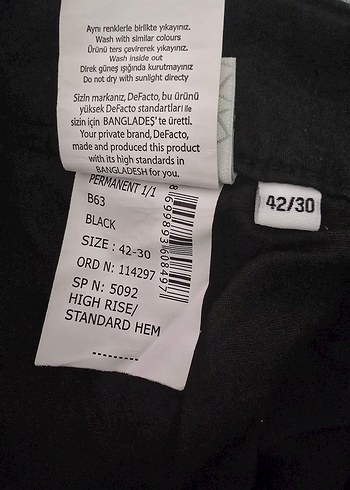 Aynı renklerle birlikte yıkayınız.
Wash with similar colours
Ürünü ters çevirerek yıkayınız.
Wash inside out
Direk güneş ışığında kurutmayınız
Do not dry with sunlight directy
Sizin markanız, DeFacto, bu ürünü
yüksek DeFacto standartları ile
sizin için BANGLADEŞ'te üretti.
Your private brand, DeFacto,
made and produced this product
with its high standards in
BANGLADESH for you.
PERMANENT 1/1
B63
BLACK
SIZE : 42-30
ORD N: 114297
SP N: 5092
HIGH RISE/
STANDARD HEM
8699893608497
42/30